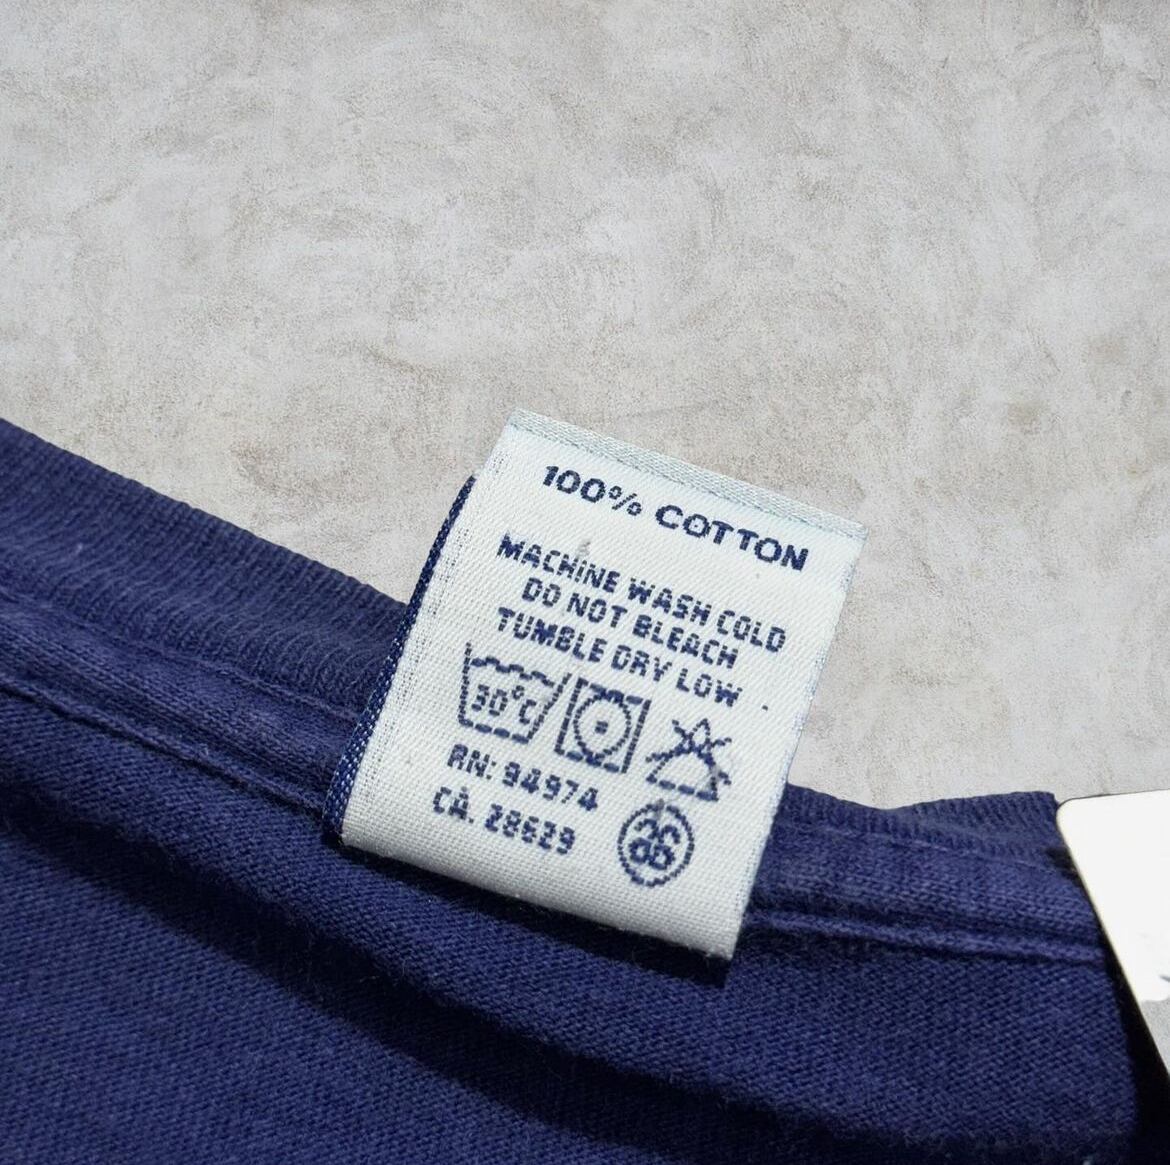 100% COTTON
MACHINE WASH COLD
DO NOT BLEACH
TUMBLE DRY LOW
30°C
RN: 94974
CA. 28629